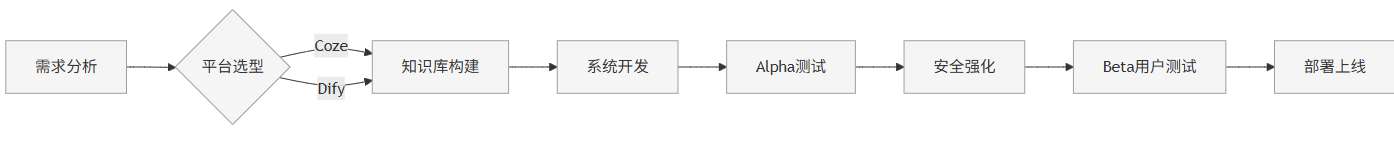 需求分析
平台选型
Coze
Dify
知识库构建
系统开发
Alpha测试
安全强化
Beta用户测试
部署上线